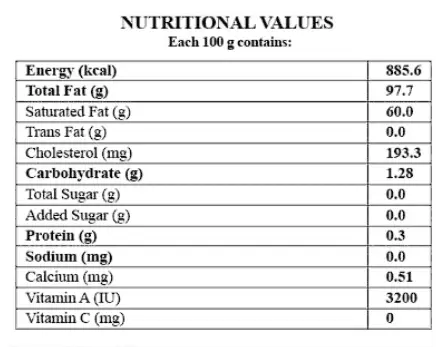 NUTRITIONAL VALUES
Each 100 g contains:
Energy (kcal) 885.6
Total Fat (g) 97.7
Saturated Fat (g) 60.0
Trans Fat (g) 0.0
Cholesterol (mg) 193.3
Carbohydrate (g) 1.28
Total Sugar (g) 0.0
Added Sugar (g) 0.0
Protein (g) 0.3
Sodium (mg) 0.0
Calcium (mg) 0.51
Vitamin A (IU) 3200
Vitamin C (mg) 0